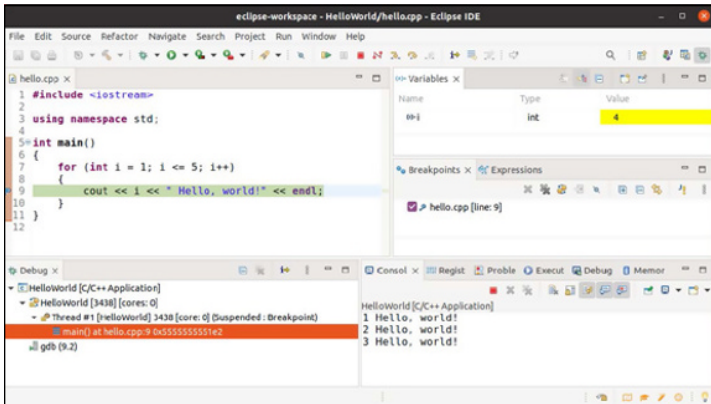 eclipse-workspace - HelloWorld/hello.cpp - Eclipse IDE
File Edit Source Refactor Navigate Search Project Run Window Help
hello.cpp
1 #include <iostream>
2
3 using namespace std;
4
5 int main()
6 {
7 for (int i = 1; i <= 5; i++)
8 {
9 cout << i << " Hello, world!" << endl;
10 }
11 }
12
Variables
Name Type Value
i int 4
Breakpoints Expressions
hello.cpp [line: 9]
Debug
HelloWorld [C/C++ Application]
HelloWorld [3438] [cores: 0]
Thread #1 [HelloWorld] 3438 [core: 0] (Suspended : Breakpoint)
main() at hello.cpp:9 0x5555555551e2
gdb (9.2)
Consol Regist Proble Execut Debug Memor
HelloWorld [C/C++ Application]
1 Hello, world!
2 Hello, world!
3 Hello, world!